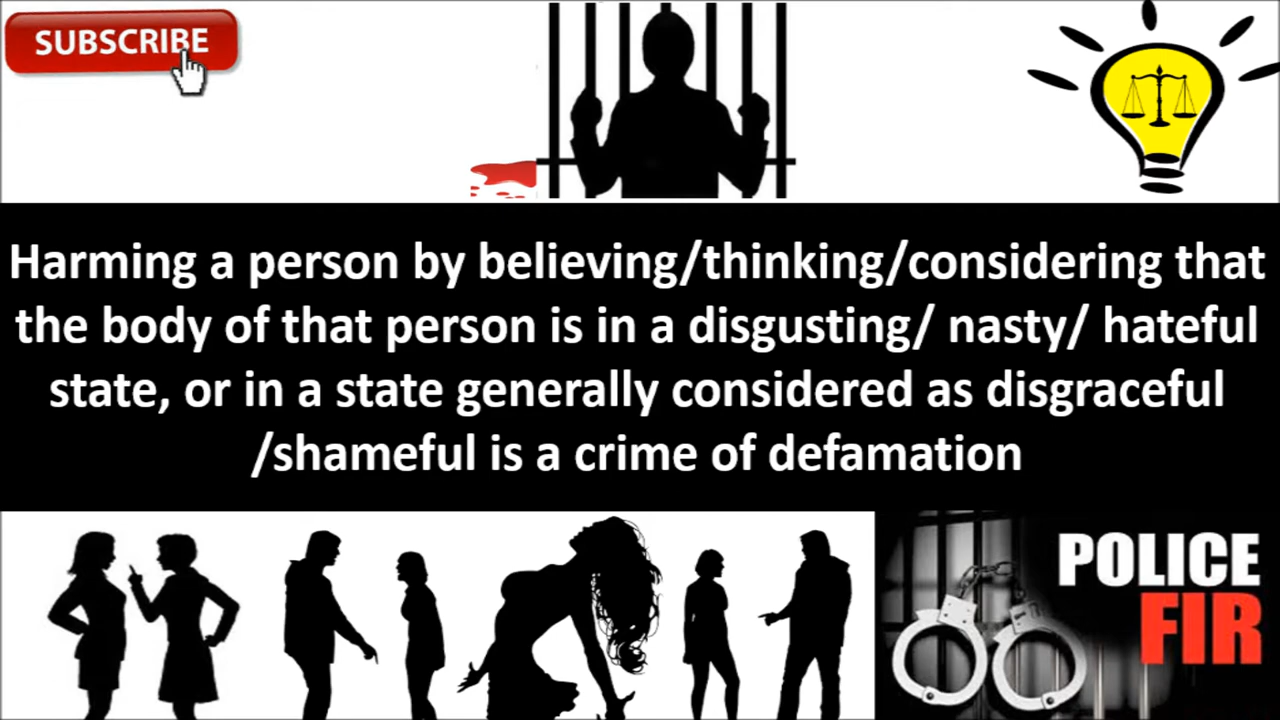 SUBSCRIBE
Harming a person by believing/thinking/considering that
the body of that person is in a disgusting/ nasty/ hateful
state, or in a state generally considered as disgraceful
/shameful is a crime of defamation
POLICE
FIR